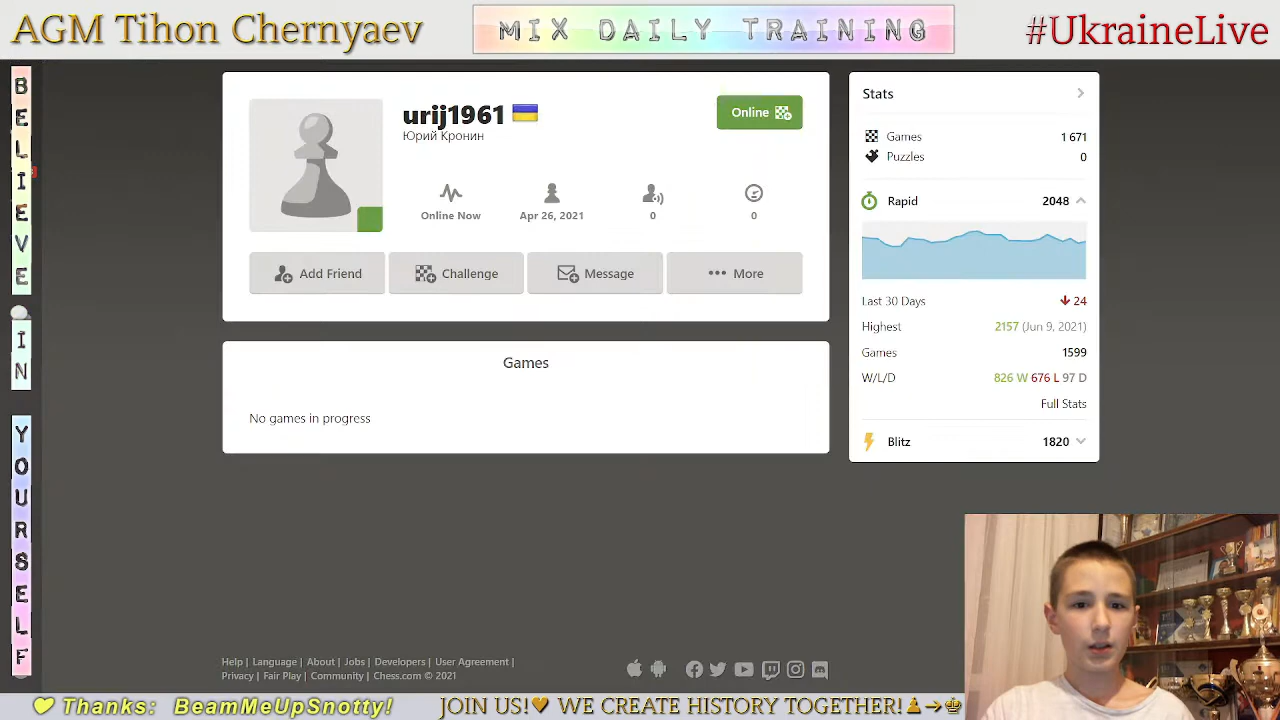 AGM Tihon Chernyaev
MIX DAILY TRAINING
#UkraineLive
BELIEVE
IN
YOURSELF
urij1961
Юрий Кронин
Online
Online Now
Apr 26, 2021
0
0
Add Friend
Challenge
Message
More
Games
No games in progress
Stats
Games 1 671
Puzzles 0
Rapid 2048
Last 30 Days 24
Highest 2157 (Jun 9, 2021)
Games 1599
W/L/D 826 W 676 L 97 D
Full Stats
Blitz 1820
Help | Language | About | Jobs | Developers | User Agreement |
Privacy | Fair Play | Community | Chess.com © 2021
Thanks: BeamMeUpSnotty!
JOIN US! WE CREATE HISTORY TOGETHER!